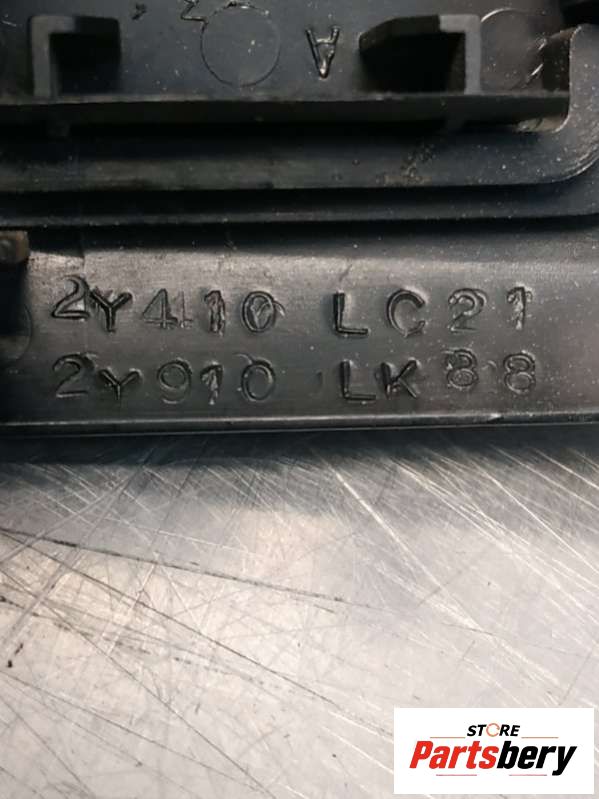 A
2Y410 LC21
2Y910 LK88
STORE
Partsbery